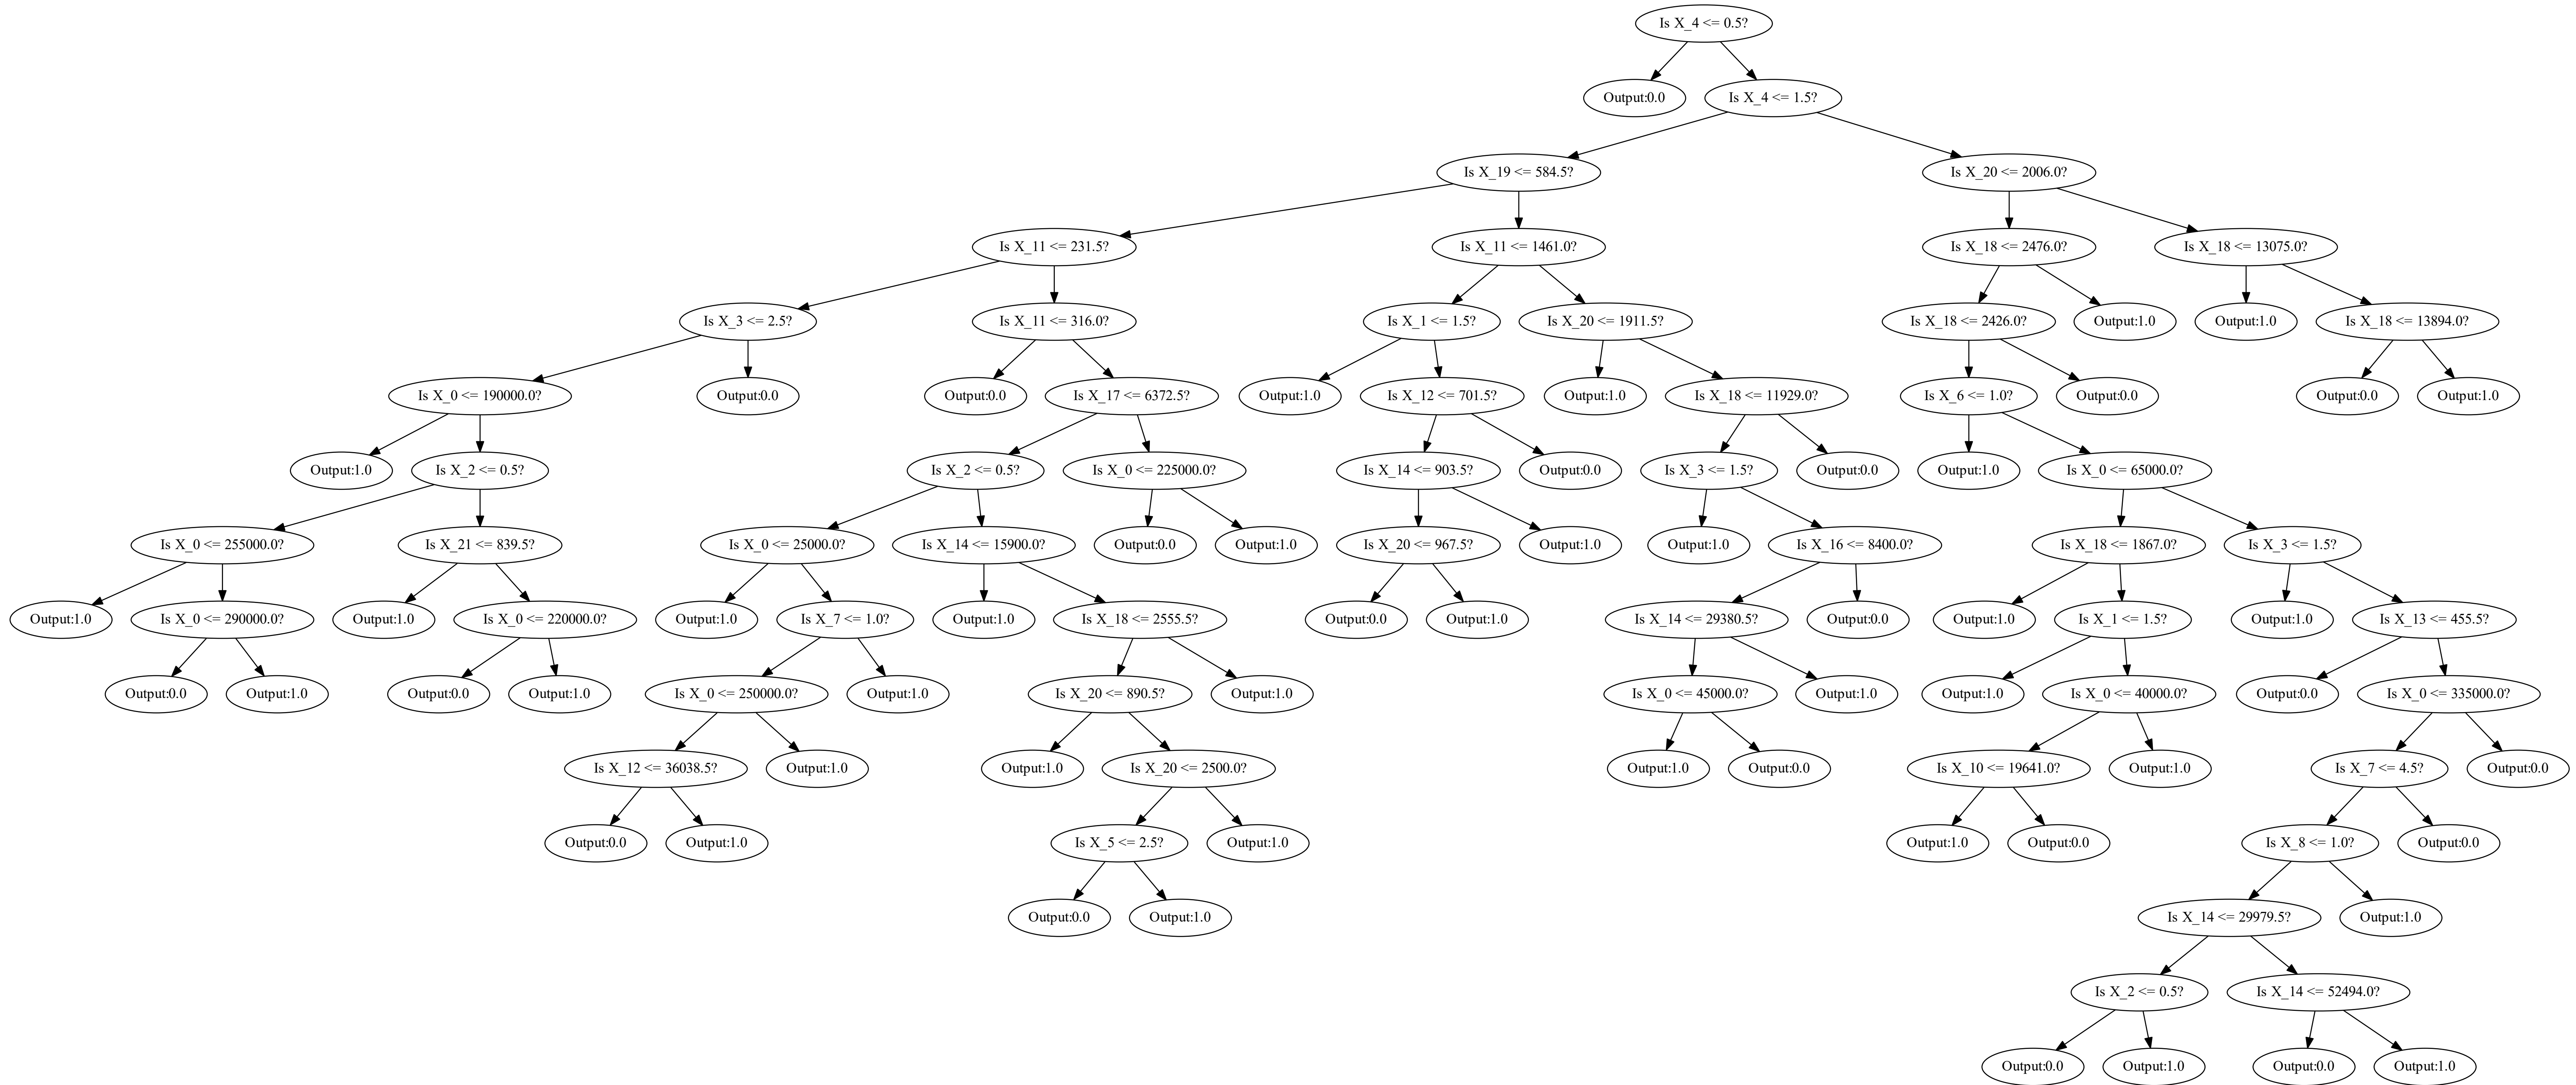 Is X_4 <= 0.5?
Output:0.0
Is X_4 <= 1.5?
Is X_19 <= 584.5?
Is X_20 <= 2006.0?
Is X_11 <= 231.5?
Is X_11 <= 1461.0?
Is X_18 <= 2476.0?
Is X_18 <= 13075.0?
Is X_3 <= 2.5?
Is X_11 <= 316.0?
Is X_1 <= 1.5?
Is X_20 <= 1911.5?
Is X_18 <= 2426.0?
Output:1.0
Output:1.0
Is X_18 <= 13894.0?
Is X_0 <= 190000.0?
Output:0.0
Output:0.0
Is X_17 <= 6372.5?
Output:1.0
Is X_12 <= 701.5?
Output:1.0
Is X_18 <= 11929.0?
Is X_6 <= 1.0?
Output:0.0
Output:0.0
Output:1.0
Output:1.0
Is X_2 <= 0.5?
Is X_2 <= 0.5?
Is X_0 <= 225000.0?
Is X_14 <= 903.5?
Output:0.0
Is X_3 <= 1.5?
Output:0.0
Output:1.0
Is X_0 <= 65000.0?
Is X_0 <= 255000.0?
Is X_21 <= 839.5?
Is X_0 <= 25000.0?
Is X_14 <= 15900.0?
Output:0.0
Output:1.0
Is X_20 <= 967.5?
Output:1.0
Output:1.0
Is X_16 <= 8400.0?
Is X_18 <= 1867.0?
Is X_3 <= 1.5?
Output:1.0
Is X_0 <= 290000.0?
Output:1.0
Is X_0 <= 220000.0?
Output:1.0
Is X_7 <= 1.0?
Output:1.0
Is X_18 <= 2555.5?
Output:0.0
Output:1.0
Is X_14 <= 29380.5?
Output:0.0
Output:1.0
Is X_1 <= 1.5?
Output:1.0
Is X_13 <= 455.5?
Output:0.0
Output:1.0
Output:0.0
Output:1.0
Is X_0 <= 250000.0?
Output:1.0
Is X_20 <= 890.5?
Output:1.0
Is X_0 <= 45000.0?
Output:1.0
Output:1.0
Is X_0 <= 40000.0?
Output:0.0
Is X_0 <= 335000.0?
Is X_12 <= 36038.5?
Output:1.0
Output:1.0
Is X_20 <= 2500.0?
Output:1.0
Output:0.0
Is X_10 <= 19641.0?
Output:1.0
Is X_7 <= 4.5?
Output:0.0
Output:0.0
Output:1.0
Is X_5 <= 2.5?
Output:1.0
Output:1.0
Output:0.0
Is X_8 <= 1.0?
Output:0.0
Output:0.0
Output:1.0
Is X_14 <= 29979.5?
Output:1.0
Is X_2 <= 0.5?
Is X_14 <= 52494.0?
Output:0.0
Output:1.0
Output:0.0
Output:1.0